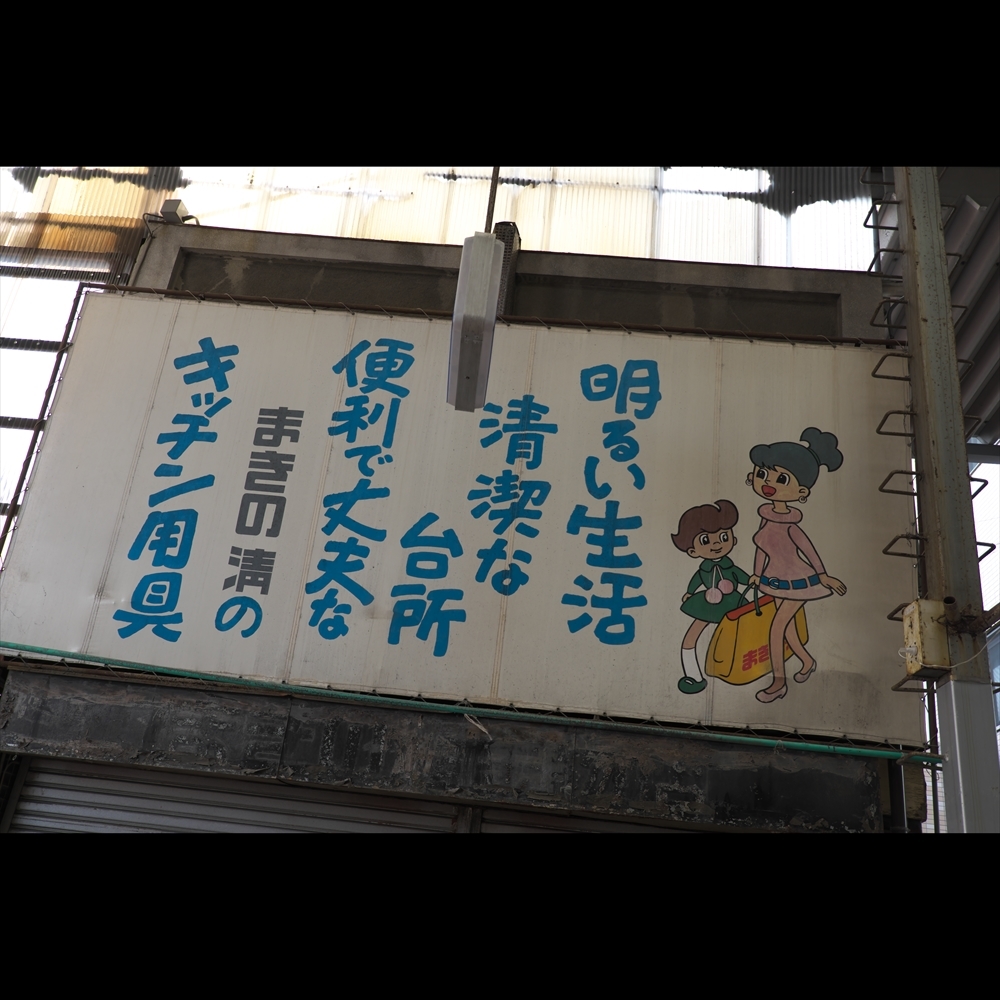 明るい生活
清潔な
台所
便利で丈夫な
まきの清の
キッチン用具
まき